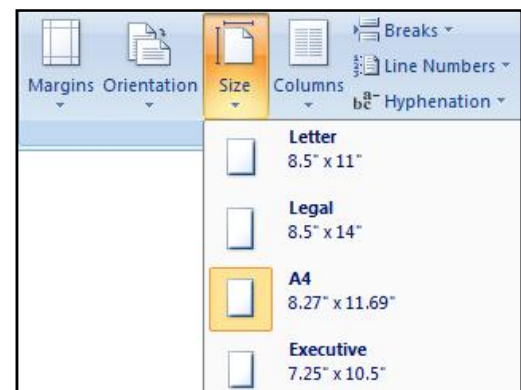 Breaks
Line Numbers
Margins Orientation Size Columns
Hyphenation
Letter
8.5" x 11"
Legal
8.5" x 14"
A4
8.27" x 11.69"
Executive
7.25" x 10.5"